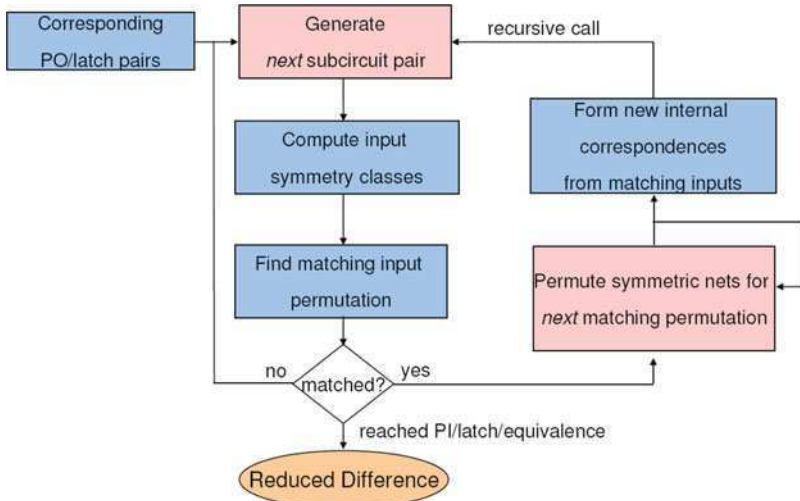 Corresponding
PO/latch pairs
Generate
next subcircuit pair
recursive call
Compute input
symmetry classes
Form new internal
correspondences
from matching inputs
Find matching input
permutation
Permute symmetric nets for
next matching permutation
no
matched?
yes
reached PI/latch/equivalence
Reduced Difference